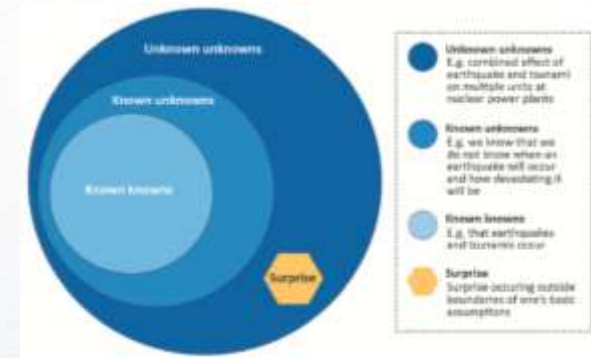 Unknown unknowns
Known unknowns
Known knowns
Surprise
Unknown unknowns
E.g. combined effect of
earthquake and tsunami
on multiple units at
nuclear power plants
Known unknowns
E.g. we know that we
do not know when an
earthquake will occur
and how devastating it
will be
Known knowns
E.g. that earthquakes
and tsunamis occur
Surprise
Surprise occuring outside
boundaries of one's basic
assumptions